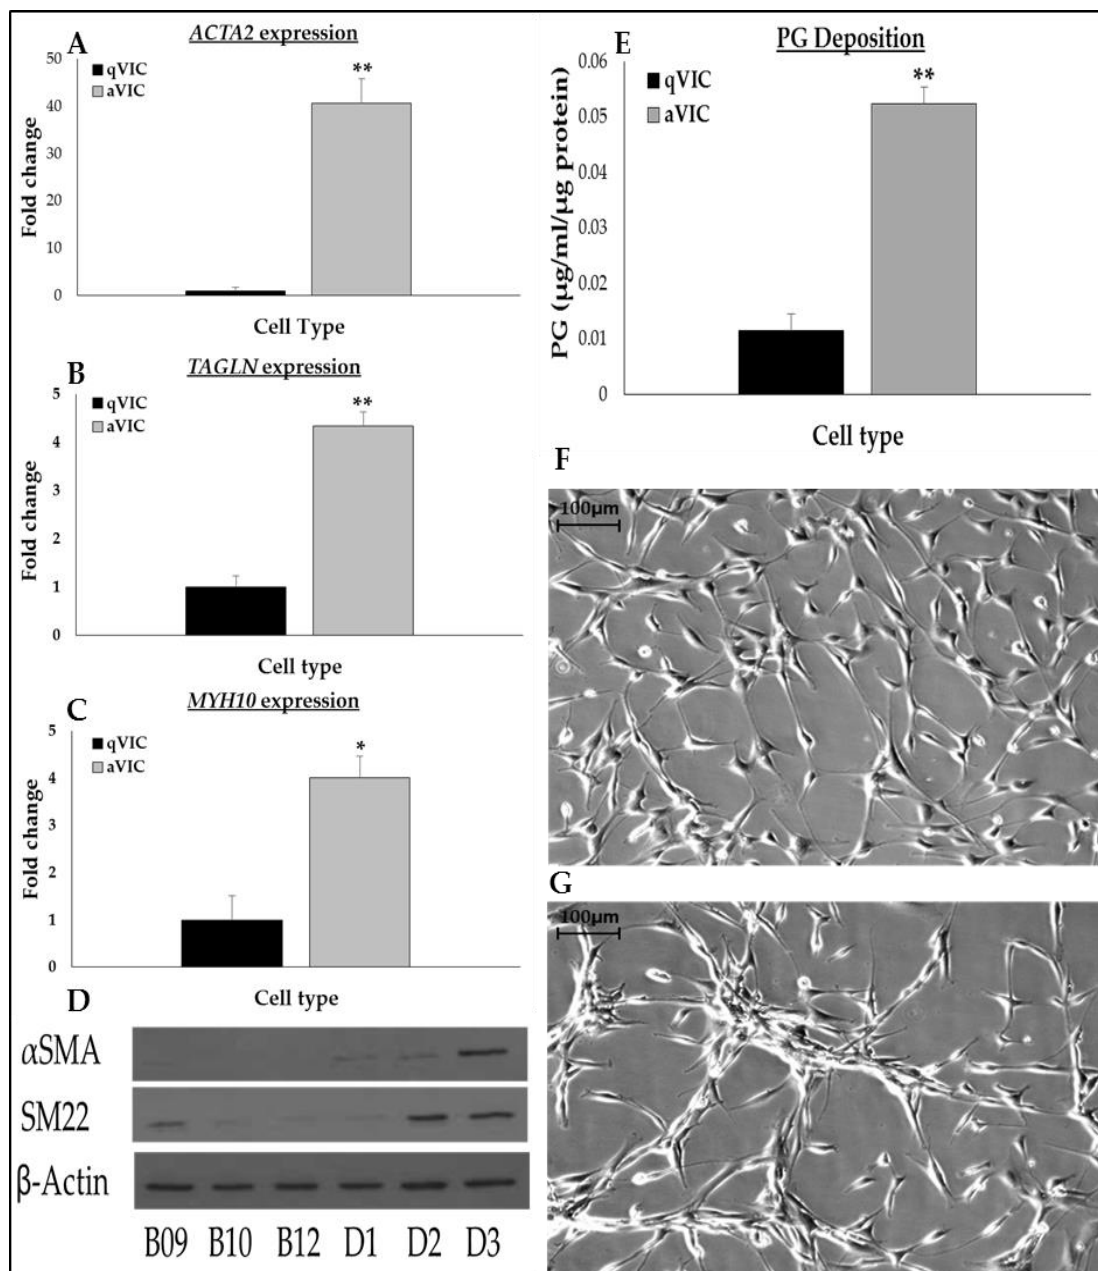 A
ACTA2 expression
50
40
30
20
10
0
Fold change
qVIC
aVIC
**
Cell Type
B
TAGLN expression
5
4
3
2
1
0
Fold change
qVIC
aVIC
**
Cell type
C
MYH10 expression
5
4
3
2
1
0
Fold change
qVIC
aVIC
*
Cell type
D
αSMA
SM22
β-Actin
B09 B10 B12 D1 D2 D3
E
PG Deposition
0.06
0.05
0.04
0.03
0.02
0.01
0
PG (µg/ml/µg protein)
qVIC
aVIC
**
Cell type
F
100µm
G
100µm